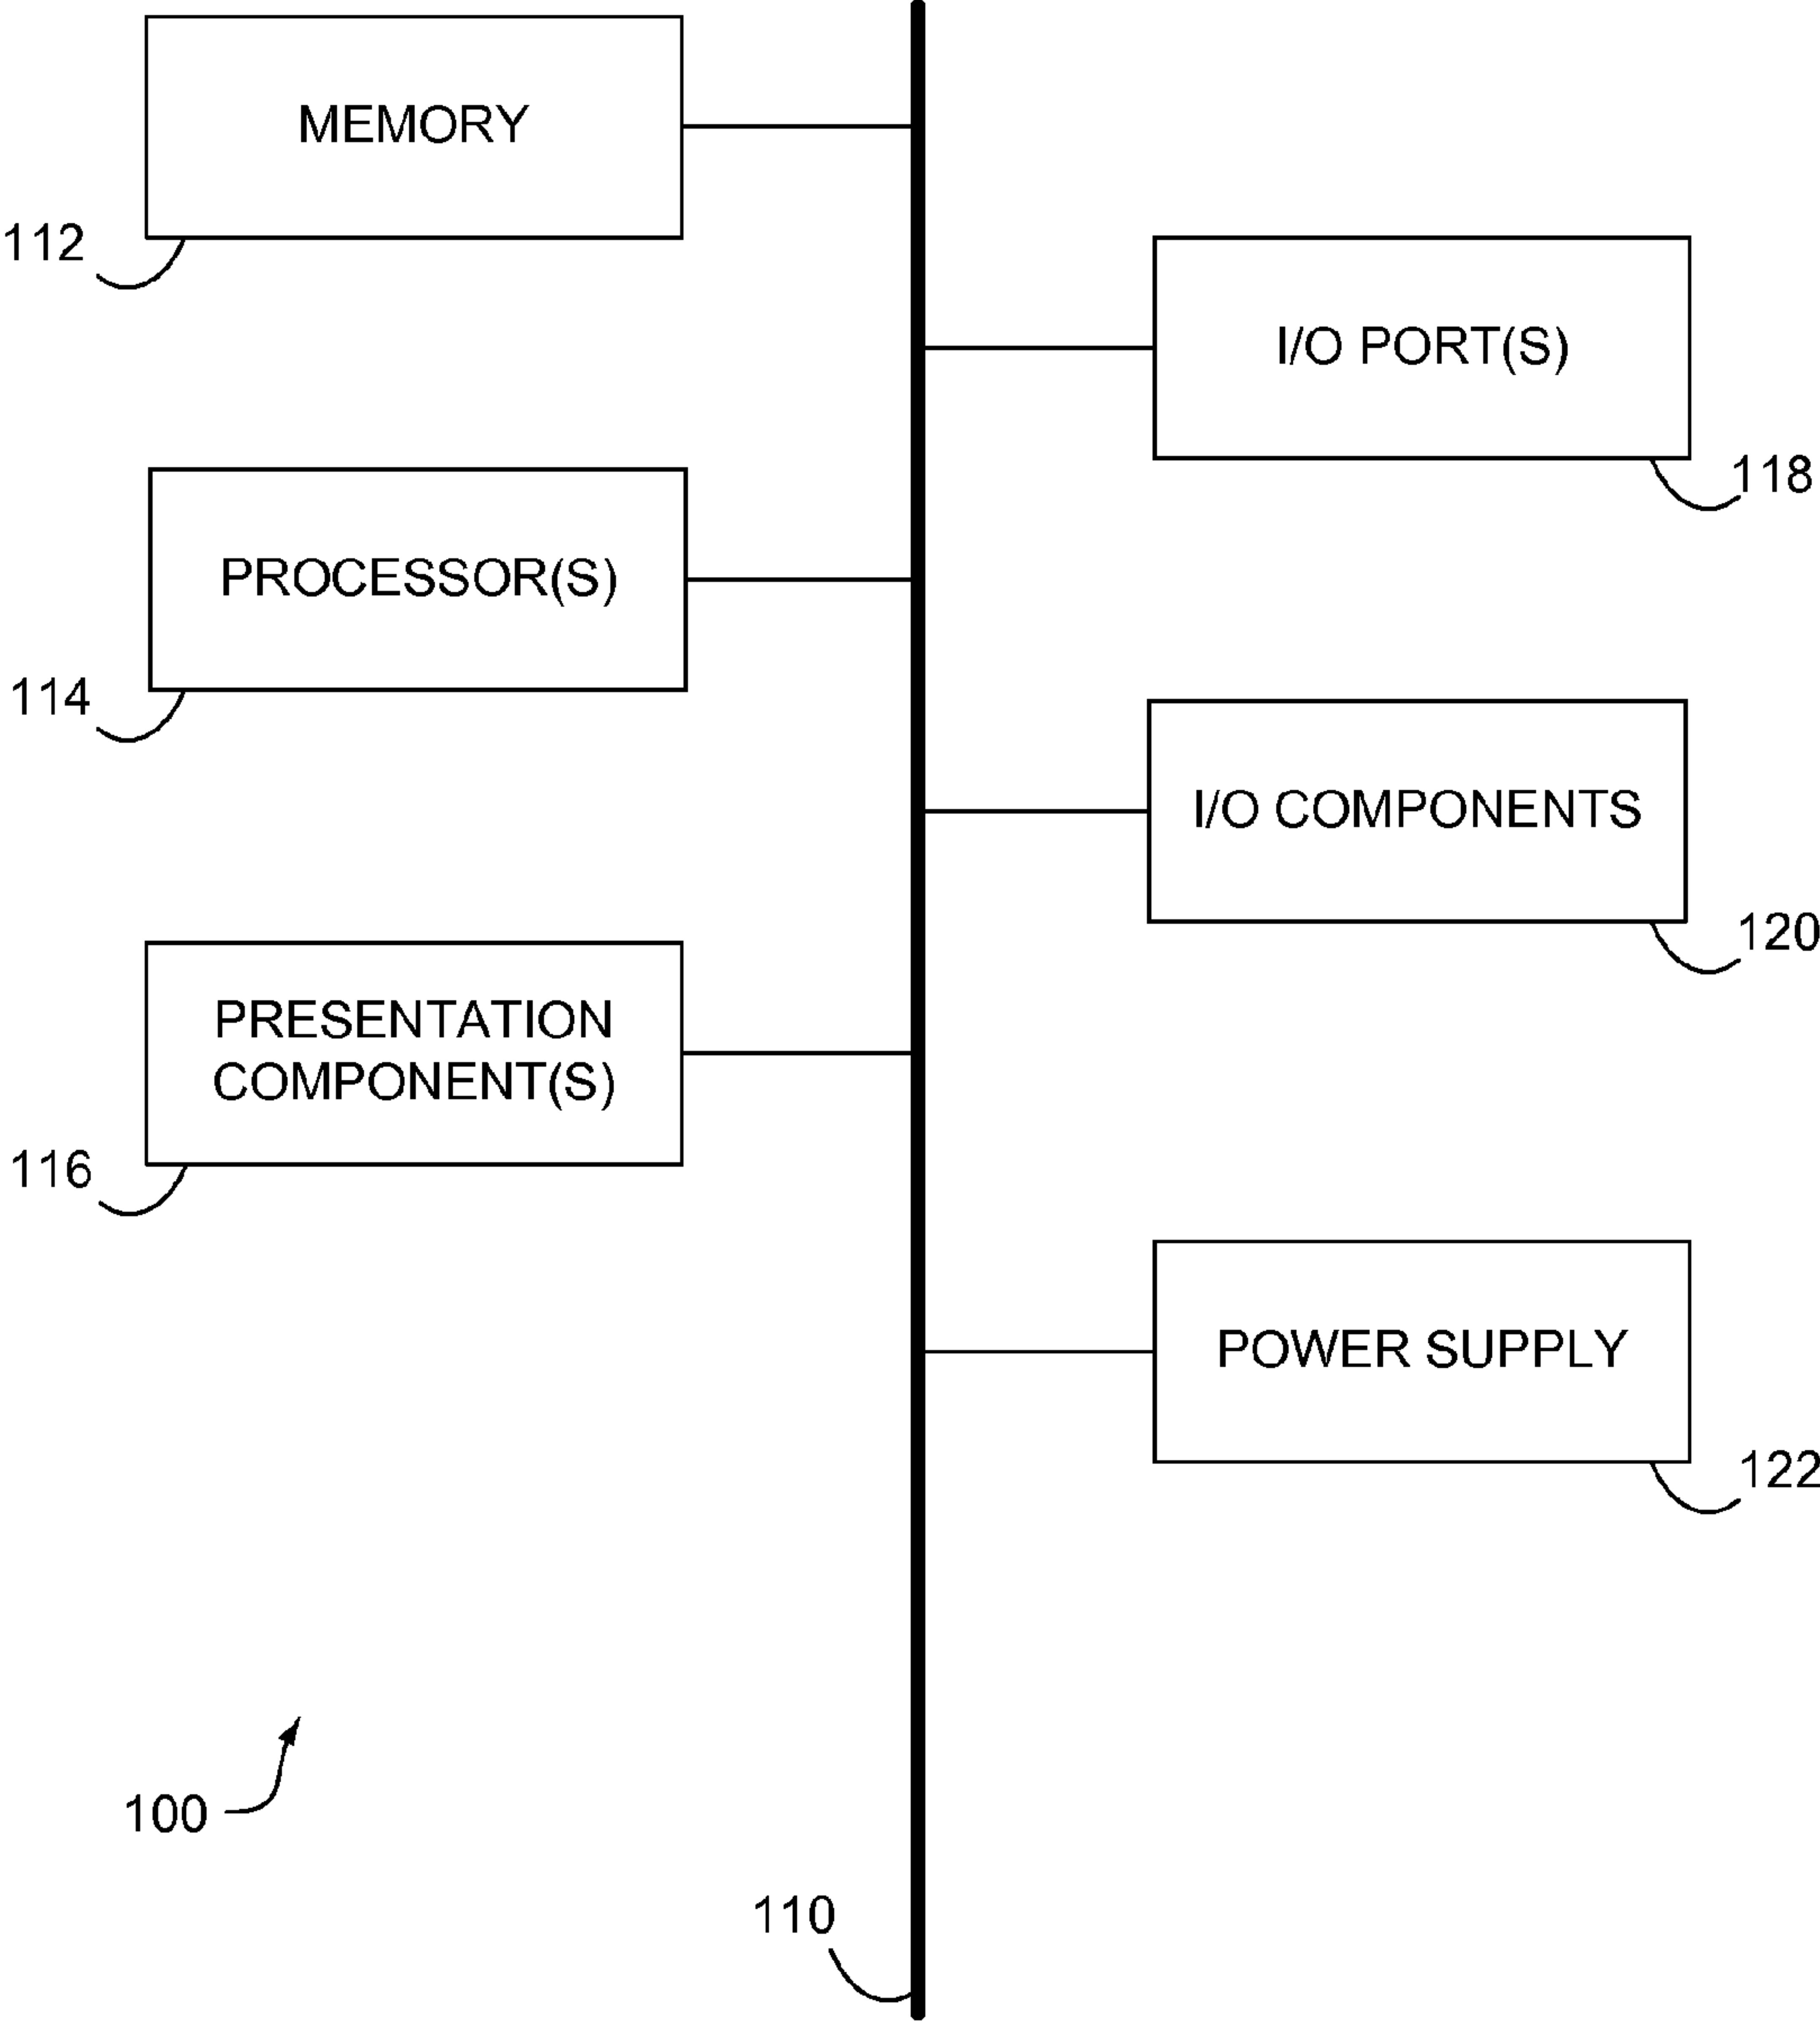 MEMORY
112
I/O PORT(S)
118
PROCESSOR(S)
114
I/O COMPONENTS
120
PRESENTATION
COMPONENT(S)
116
POWER SUPPLY
122
100
110